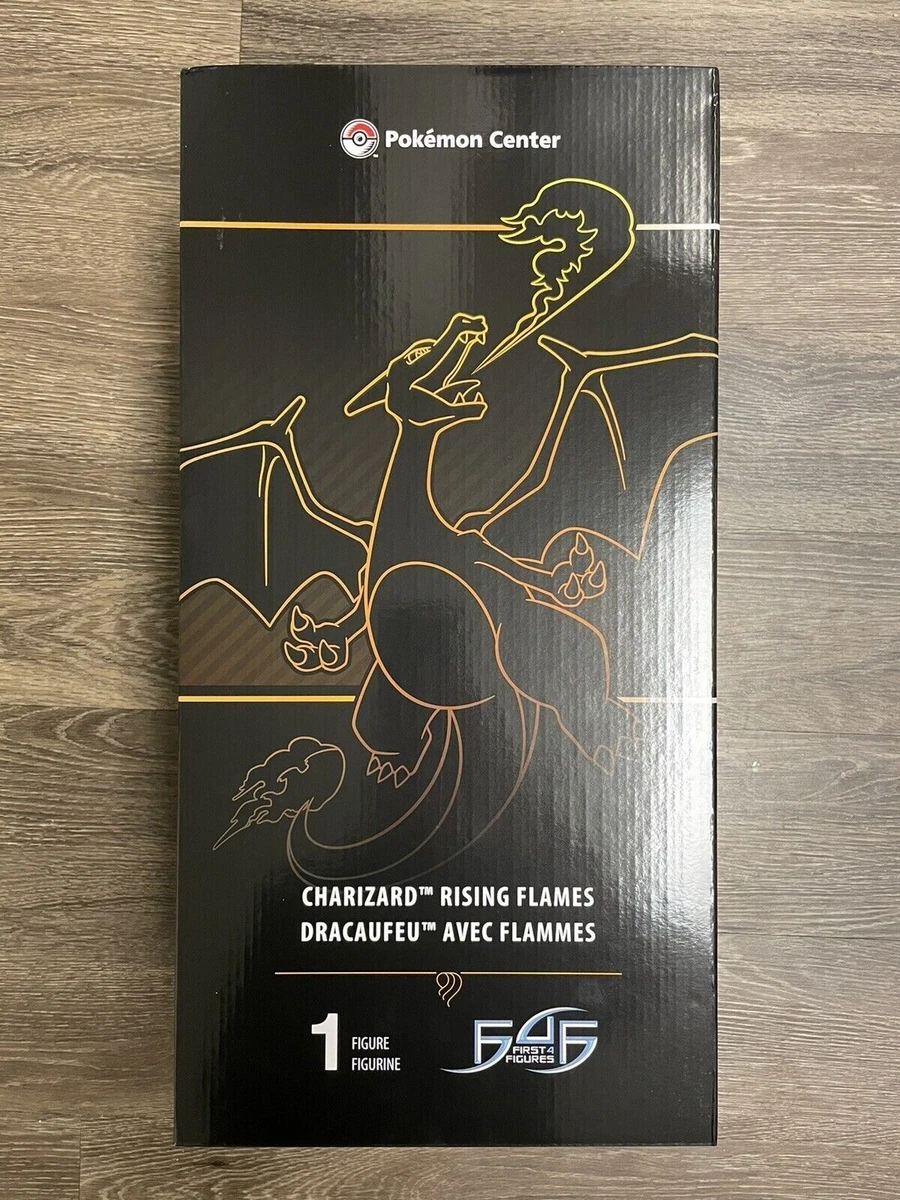 Pokémon Center
CHARIZARD™ RISING FLAMES
DRACAUFEU™ AVEC FLAMMES
1 FIGURE
FIGURINE
F4F
FIRST 4
FIGURES